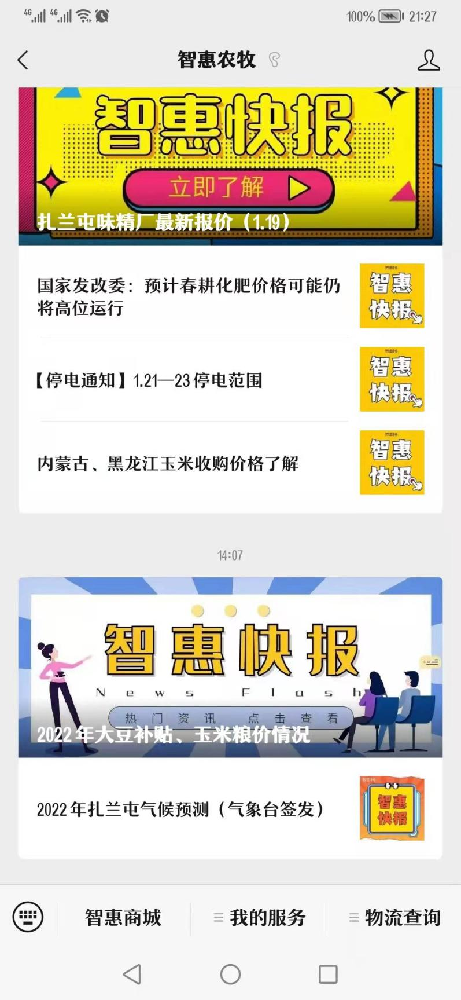 4G 4G 100% 21:27
智惠农牧
智惠快报
立即了解
扎兰屯味精厂最新报价（1.19）
国家发改委：预计春耕化肥价格可能仍
将高位运行
智惠
快报
【停电通知】1.21—23停电范围
智惠
快报
内蒙古、黑龙江玉米收购价格了解
智惠
快报
14:07
智惠快报
News Flash
热门资讯 点击查看
2022年大豆补贴、玉米粮价情况
2022年扎兰屯气候预测（气象台签发）
智惠
快报
智惠商城
我的服务
物流查询